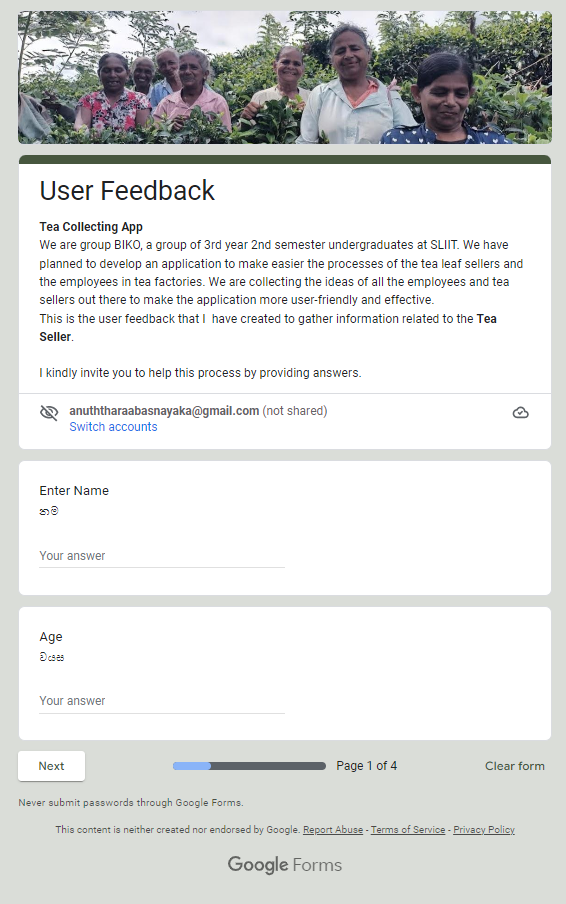 User Feedback
Tea Collecting App
We are group BIKO, a group of 3rd year 2nd semester undergraduates at SLIIT. We have
planned to develop an application to make easier the processes of the tea leaf sellers and
the employees in tea factories. We are collecting the ideas of all the employees and tea
sellers out there to make the application more user-friendly and effective.
This is the user feedback that I  have created to gather information related to the Tea
Seller.
I kindly invite you to help this process by providing answers.
anuththaraabasnayaka@gmail.com (not shared)
Switch accounts
Enter Name
නම
Your answer
Age
වයස
Your answer
Next
Page 1 of 4
Clear form
Never submit passwords through Google Forms.
This content is neither created nor endorsed by Google. Report Abuse - Terms of Service - Privacy Policy
Google Forms